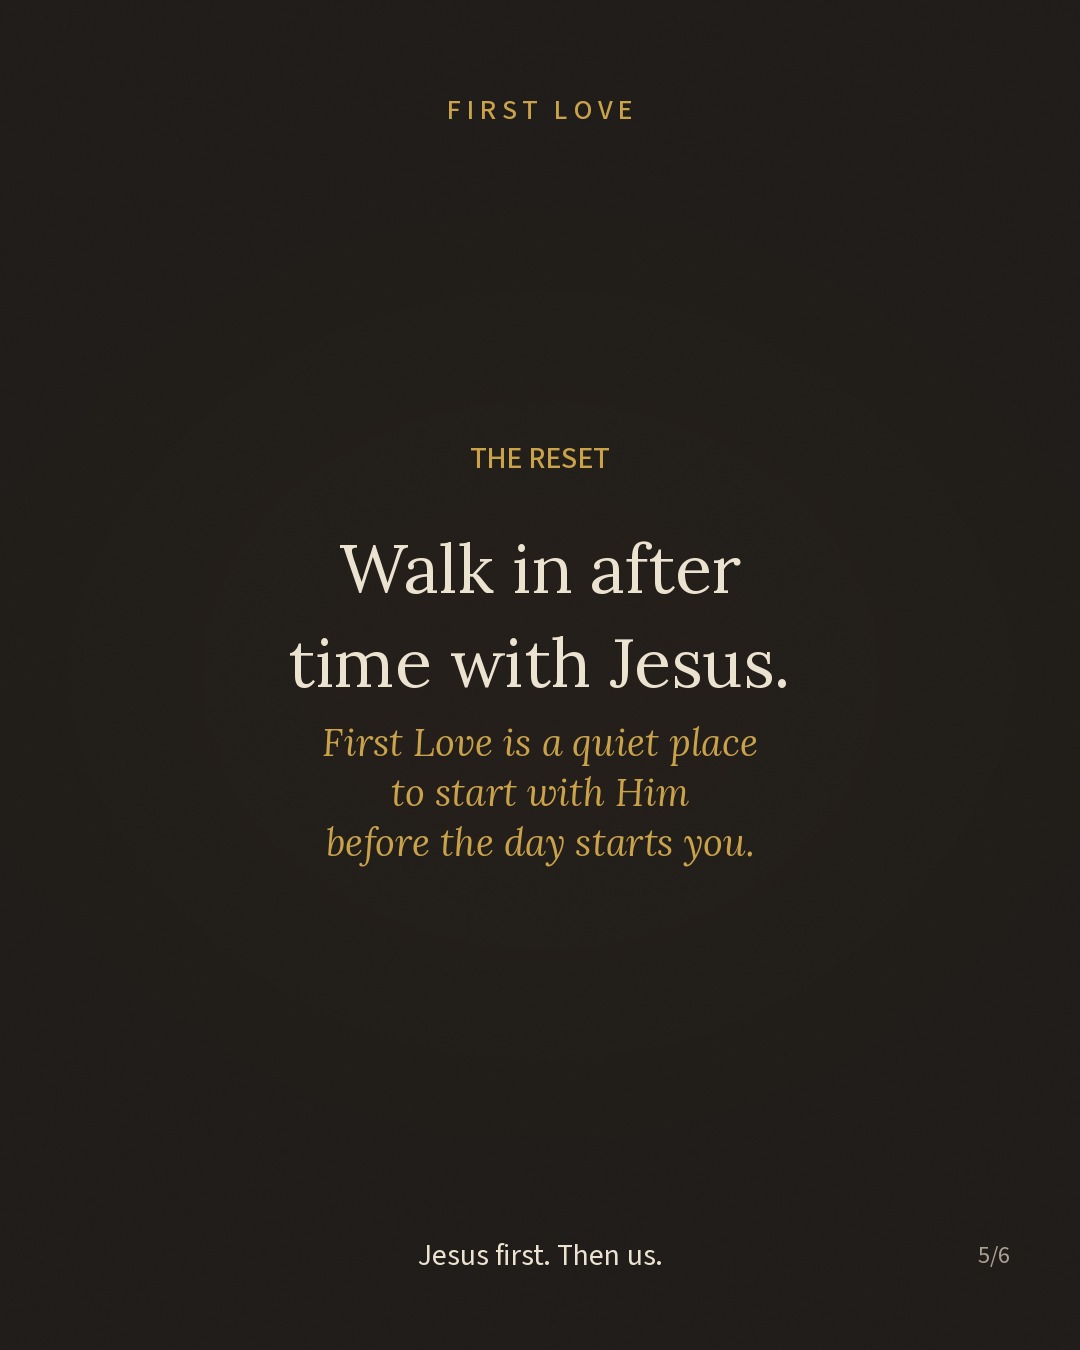 FIRST LOVE
THE RESET
Walk in after
time with Jesus.
First Love is a quiet place
to start with Him
before the day starts you.
Jesus first. Then us.
5/6